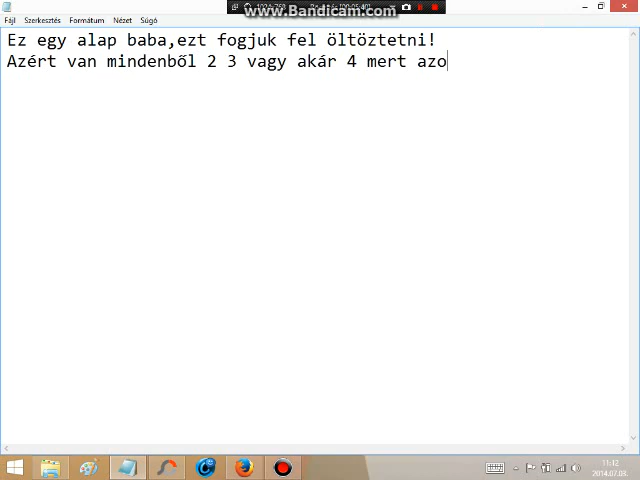 www.Bandicam.com
Fájl Szerkesztés Formátum Nézet Súgó
Ez egy alap baba,ezt fogjuk fel öltöztetni!
Azért van mindenből 2 3 vagy akár 4 mert azo
11:12
2014.07.03.